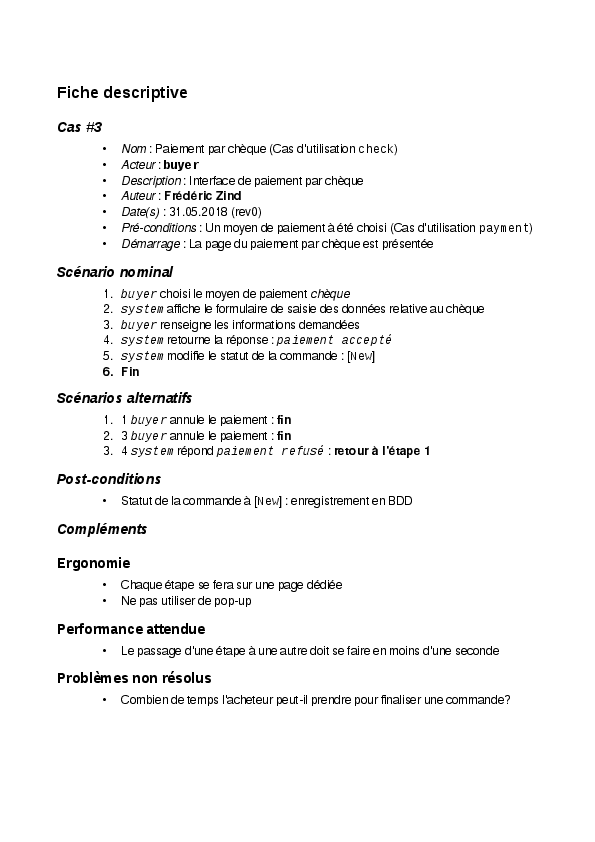 Fiche descriptive
Cas #3
• Nom : Paiement par chèque (Cas d'utilisation check)
• Acteur : buyer
• Description : Interface de paiement par chèque
• Auteur : Frédéric Zind
• Date(s) : 31.05.2018 (rev0)
• Pré-conditions : Un moyen de paiement à été choisi (Cas d'utilisation payment)
• Démarrage : La page du paiement par chèque est présentée
Scénario nominal
1. buyer choisi le moyen de paiement chèque
2. system affiche le formulaire de saisie des données relative au chèque
3. buyer renseigne les informations demandées
4. system retourne la réponse : paiement accepté
5. system modifie le statut de la commande : [New]
6. Fin
Scénarios alternatifs
1. 1 buyer annule le paiement : fin
2. 3 buyer annule le paiement : fin
3. 4 system répond paiement refusé : retour à l'étape 1
Post-conditions
• Statut de la commande à [New] : enregistrement en BDD
Compléments
Ergonomie
• Chaque étape se fera sur une page dédiée
• Ne pas utiliser de pop-up
Performance attendue
• Le passage d'une étape à une autre doit se faire en moins d'une seconde
Problèmes non résolus
• Combien de temps l'acheteur peut-il prendre pour finaliser une commande?